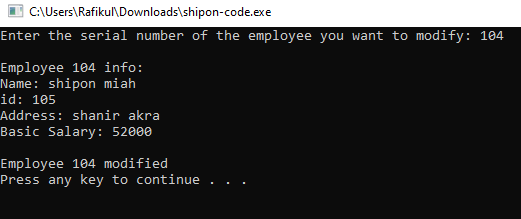 C:\Users\Rafikul\Downloads\shipon-code.exe
Enter the serial number of the employee you want to modify: 104
Employee 104 info:
Name: shipon miah
id: 105
Address: shanir akra
Basic Salary: 52000
Employee 104 modified
Press any key to continue . . .